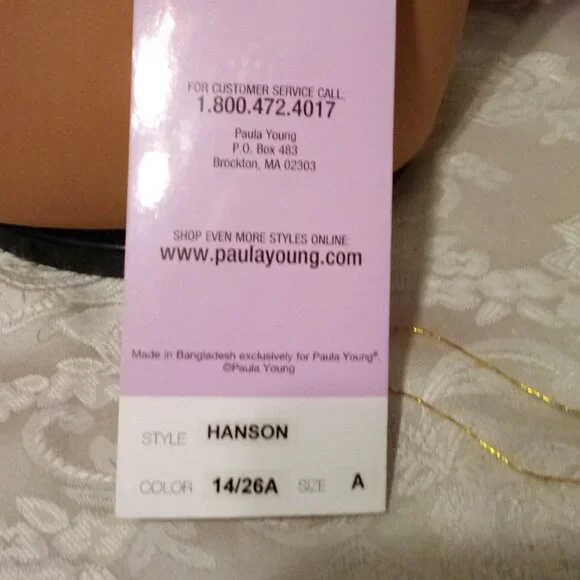 FOR CUSTOMER SERVICE CALL:
1.800.472.4017
Paula Young
P.O. Box 483
Brockton, MA 02303
SHOP EVEN MORE STYLES ONLINE
www.paulayoung.com
Made in Bangladesh exclusively for Paula Young®.
©Paula Young
STYLE HANSON
COLOR 14/26A SIZE A